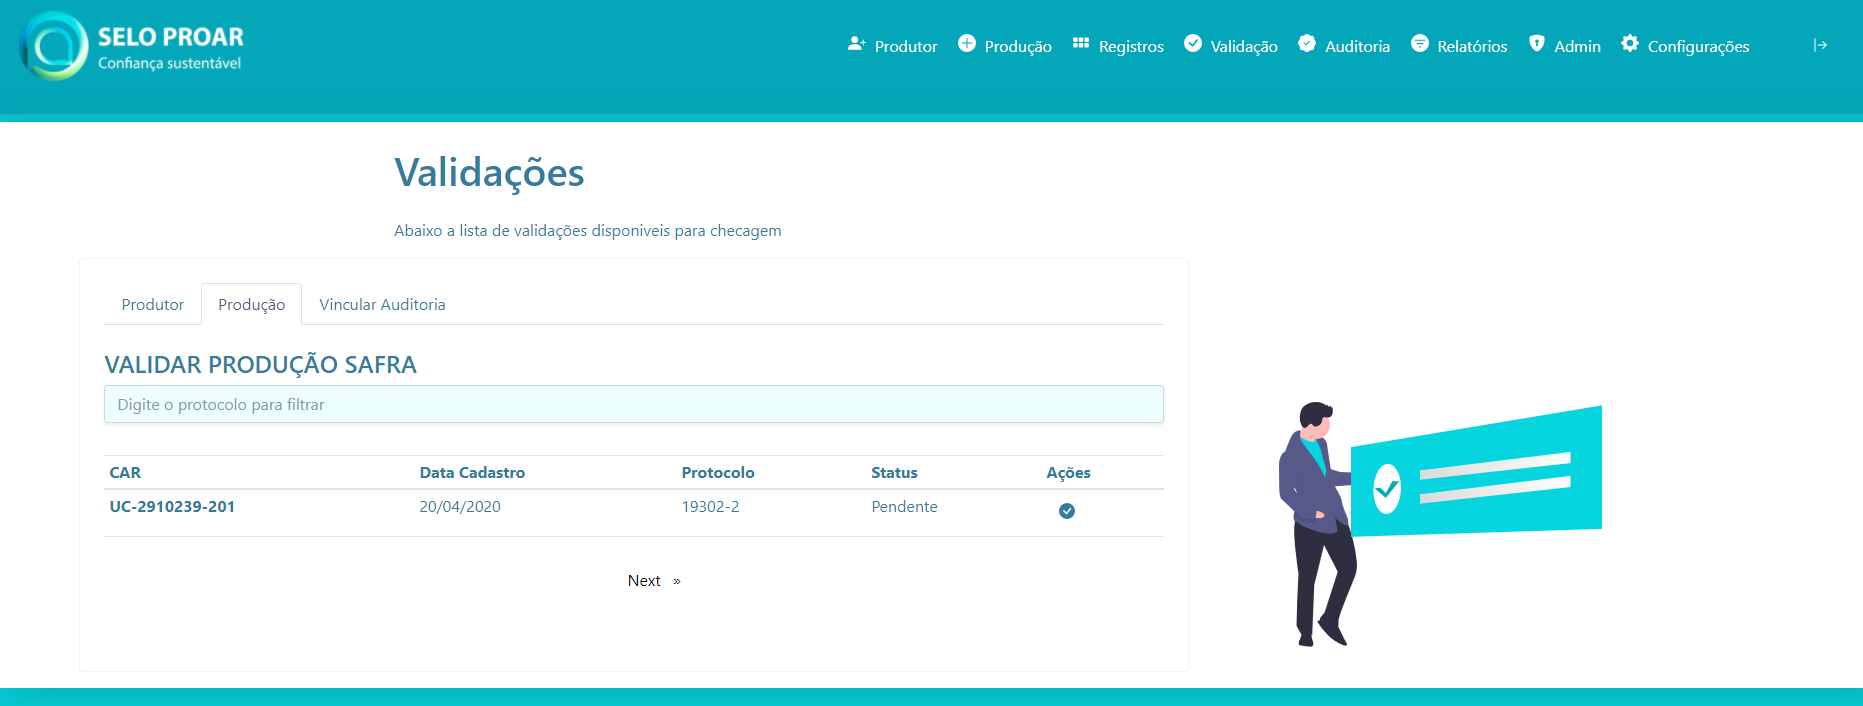 SELO PROAR
Confiança sustentável
Produtor Produção Registros Validação Auditoria Relatórios Admin Configurações
Validações
Abaixo a lista de validações disponiveis para checagem
Produtor Produção Vincular Auditoria
VALIDAR PRODUÇÃO SAFRA
Digite o protocolo para filtrar
CAR Data Cadastro Protocolo Status Ações
UC-2910239-201 20/04/2020 19302-2 Pendente
Next »